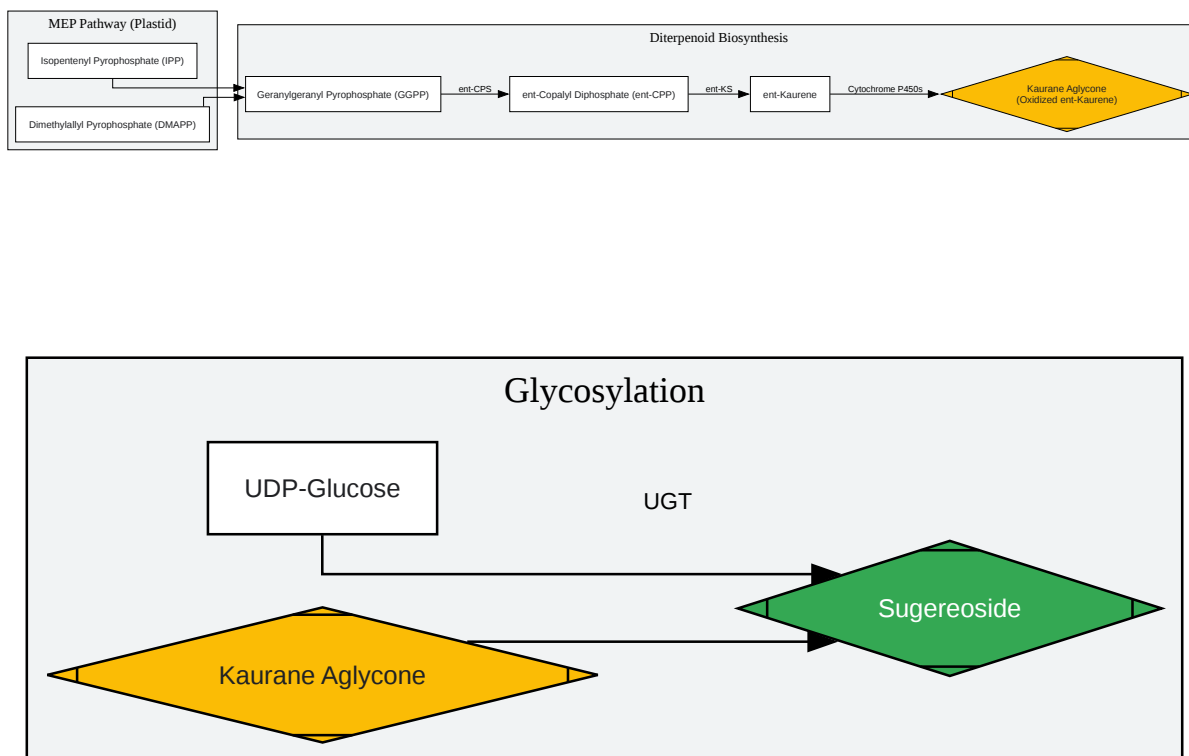 MEP Pathway (Plastid)
Isopentenyl Pyrophosphate (IPP)
Dimethylallyl Pyrophosphate (DMAPP)
Diterpenoid Biosynthesis
Geranylgeranyl Pyrophosphate (GGPP)
ent-CPS
ent-Copalyl Diphosphate (ent-CPP)
ent-KS
ent-Kaurene
Cytochrome P450s
Kaurane Aglycone
(Oxidized ent-Kaurene)
Glycosylation
UDP-Glucose
UGT
Sugereoside
Kaurane Aglycone